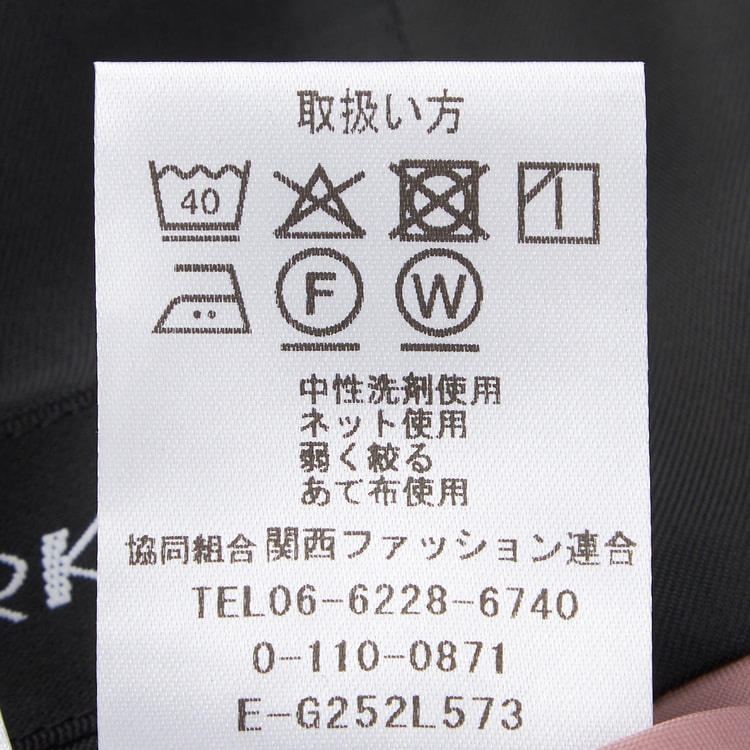 取扱い方
40
F W
中性洗剤使用
ネット使用
弱く絞る
あて布使用
協同組合 関西ファッション連合
TEL06-6228-6740
0-110-0871
E-G252L573